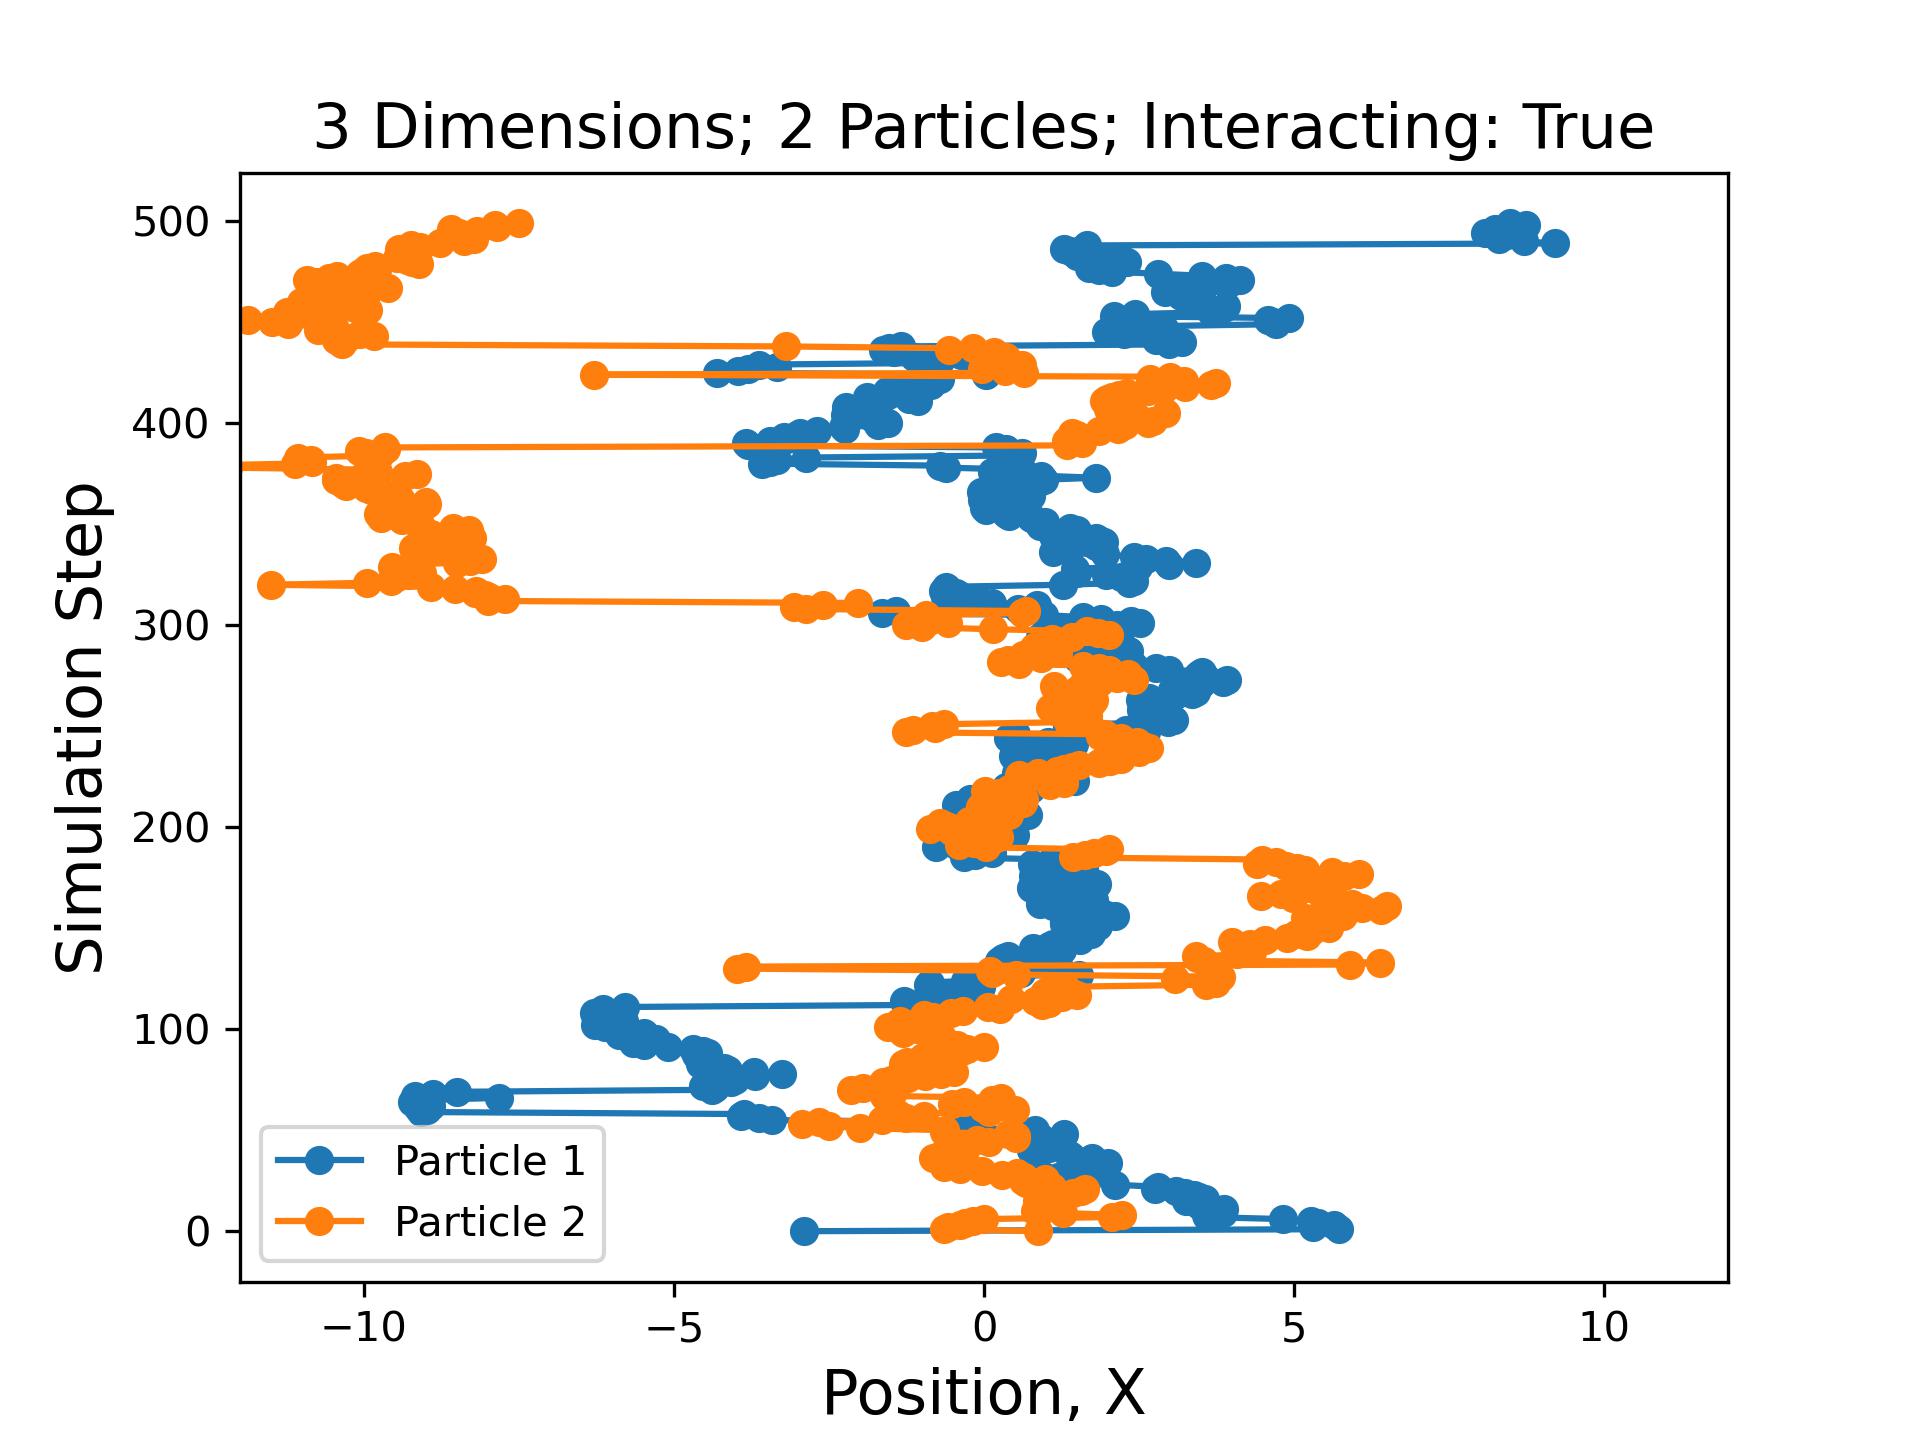 3 Dimensions; 2 Particles; Interacting: True
500
400
300
200
100
0
Simulation Step
Particle 1
Particle 2
−10
−5
0
5
10
Position, X